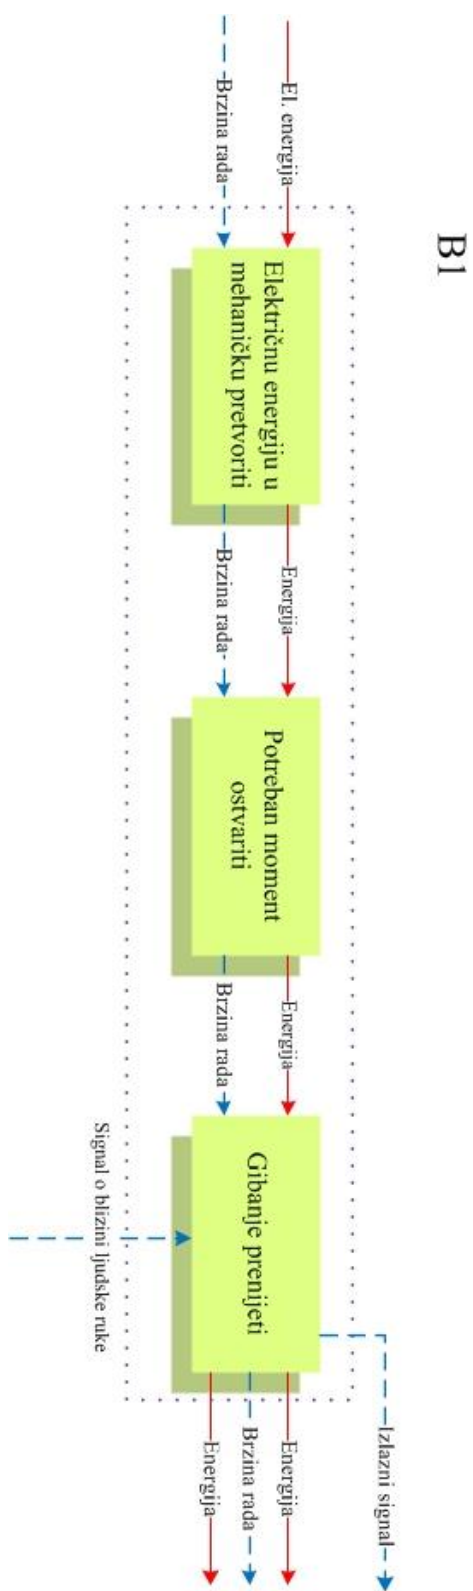 B1
El. energija
Brzina rada
Električnu energiju u
mehaničku pretvoriti
Energija
Brzina rada
Potreban moment
ostvariti
Energija
Brzina rada
Gibanje prenijeti
Signal o blizini ljudske ruke
Izlazni signal
Energija
Brzina rada
Energija